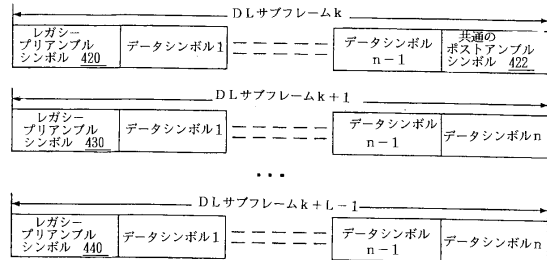 DLサブフレームk
レガシー
プリアンブル
シンボル 420
データシンボル1
データシンボル
n-1
共通の
ポストアンブル
シンボル 422
DLサブフレームk+1
レガシー
プリアンブル
シンボル 430
データシンボル1
データシンボル
n-1
データシンボルn
...
DLサブフレームk+L-1
レガシー
プリアンブル
シンボル 440
データシンボル1
データシンボル
n-1
データシンボルn